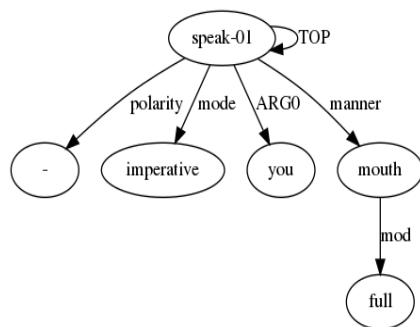 speak-01
TOP
polarity mode ARG0 manner
- imperative you mouth
mod
full